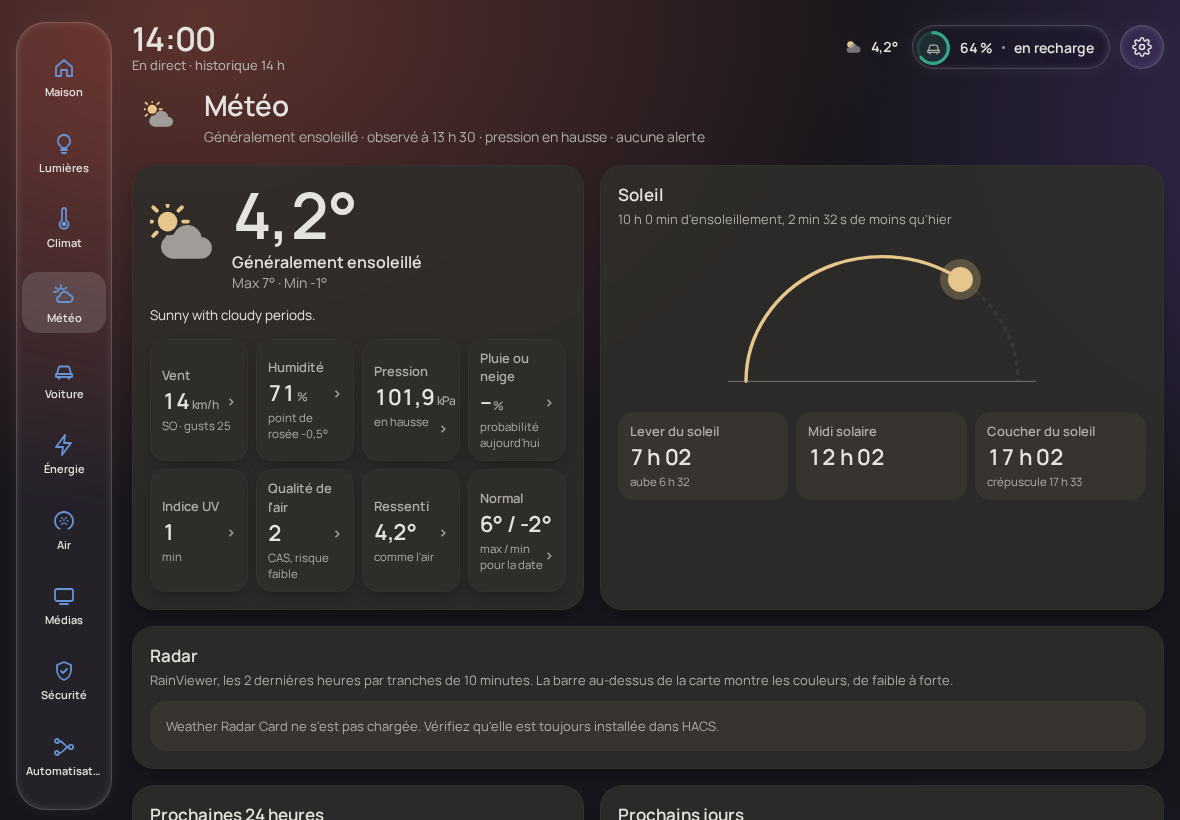 14:00
En direct · historique 14 h
4,2°
64 % • en recharge
Maison
Lumières
Climat
Météo
Voiture
Énergie
Air
Médias
Sécurité
Automatisat…
Météo
Généralement ensoleillé · observé à 13 h 30 · pression en hausse · aucune alerte
4,2°
Généralement ensoleillé
Max 7° · Min -1°
Sunny with cloudy periods.
Vent
14 km/h
SO · gusts 25
Humidité
71 %
point de
rosée -0,5°
Pression
101,9 kPa
en hausse
Pluie ou
neige
– %
probabilité
aujourd'hui
Indice UV
1
min
Qualité de
l'air
2
CAS, risque
faible
Ressenti
4,2°
comme l'air
Normal
6° / -2°
max / min
pour la date
Soleil
10 h 0 min d'ensoleillement, 2 min 32 s de moins qu'hier
Lever du soleil
7 h 02
aube 6 h 32
Midi solaire
12 h 02
Coucher du soleil
17 h 02
crépuscule 17 h 33
Radar
RainViewer, les 2 dernières heures par tranches de 10 minutes. La barre au-dessus de la carte montre les couleurs, de faible à forte.
Weather Radar Card ne s'est pas chargée. Vérifiez qu'elle est toujours installée dans HACS.
Prochaines 24 heures
Prochains jours